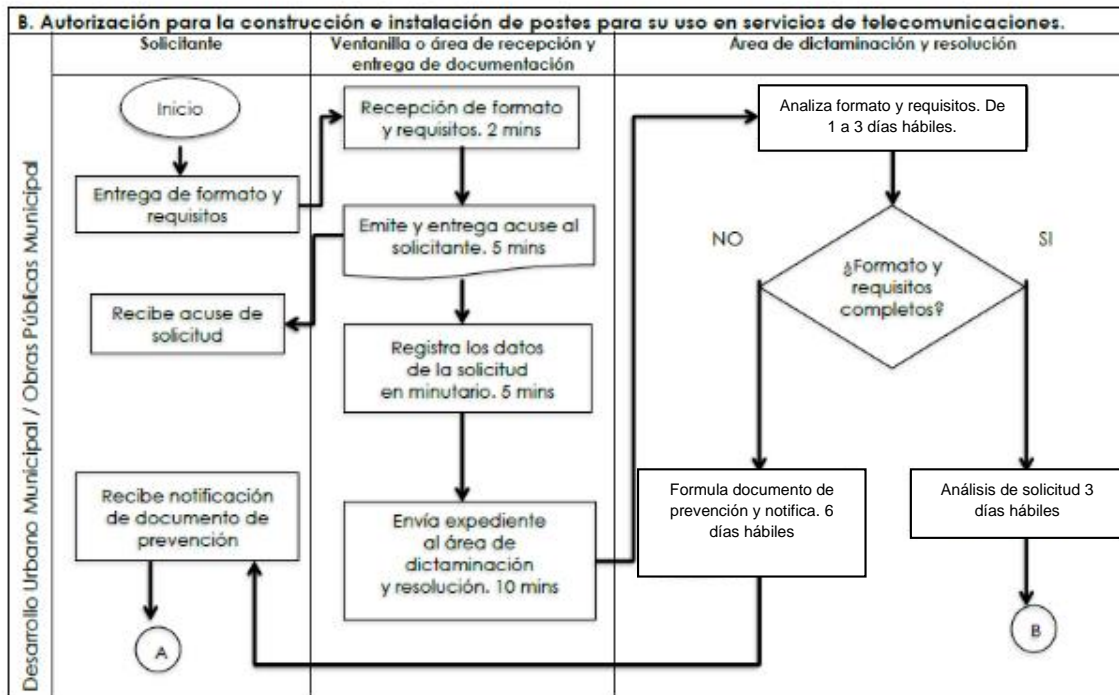 B. Autorización para la construcción e instalación de postes para su uso en servicios de telecomunicaciones.
Solicitante
Ventanilla o área de recepción y
entrega de documentación
Área de dictaminación y resolución
Desarrollo Urbano Municipal / Obras Públicas Municipal
Inicio
Entrega de formato y
requisitos
Recepción de formato
y requisitos. 2 mins
Emite y entrega acuse al
solicitante. 5 mins
Recibe acuse de
solicitud
Registra los datos
de la solicitud
en minutario. 5 mins
Envía expediente
al área de
dictaminación
y resolución. 10 mins
Analiza formato y requisitos. De
1 a 3 días hábiles.
NO
SI
¿Formato y
requisitos
completos?
Formula documento de
prevención y notifica. 6
días hábiles
Análisis de solicitud 3
días hábiles
Recibe notificación
de documento de
prevención
A
B